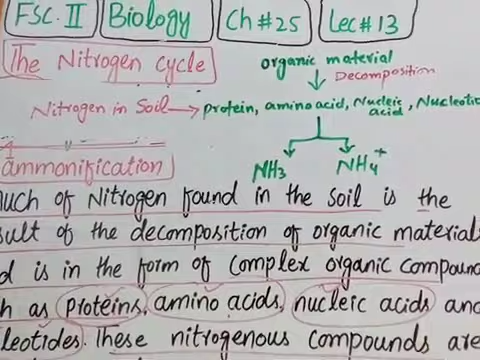 FSC. II Biology Ch # 25 Lec # 13
The Nitrogen cycle
organic material
Decomposition
Nitrogen in Soil → protein, amino acid, Nucleic acid, Nucleotid
NH3 NH4+
ammonification
uch of Nitrogen found in the soil is the
sult of the decomposition of organic materials
d is in the form of complex organic compound
h as proteins, amino acids, nucleic acids and
leotides. These nitrogenous compounds are